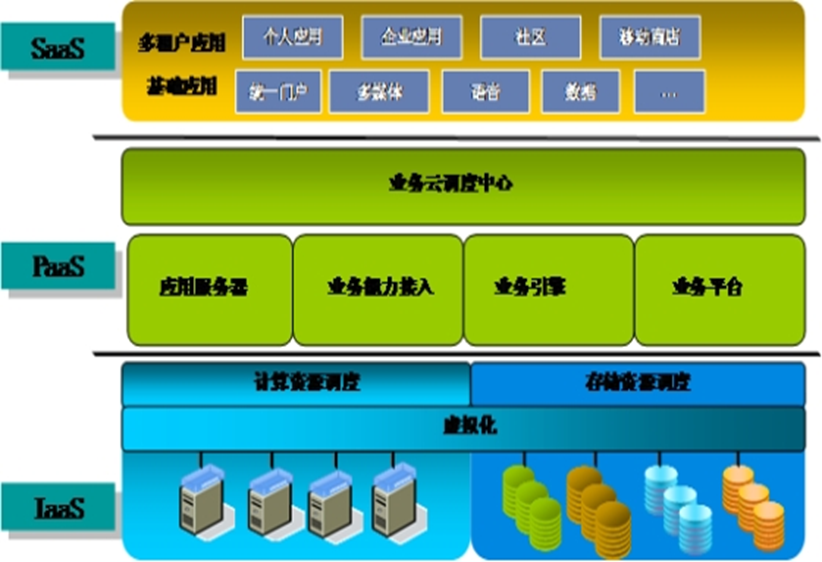 SaaS
多租户应用 个人应用 企业应用 社区 移动商店
基础应用 统一门户 多媒体 语音 数据 ...
业务云调度中心
PaaS
应用服务器 业务能力接入 业务引擎 业务平台
计算资源调度 存储资源调度
虚拟化
IaaS